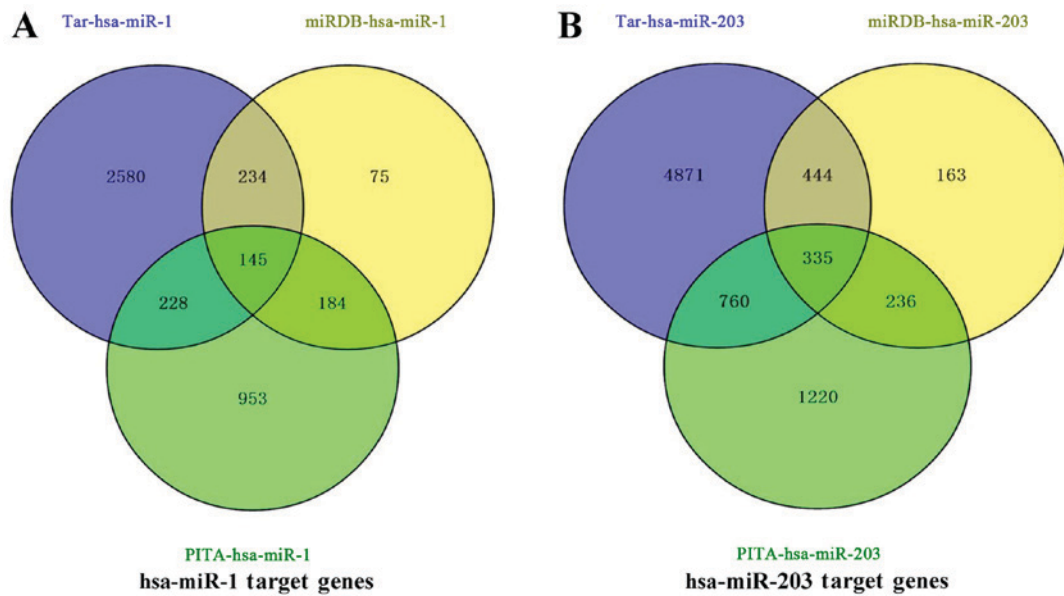 A
Tar-hsa-miR-1
miRDB-hsa-miR-1
2580
234
75
145
228
184
953
PITA-hsa-miR-1
hsa-miR-1 target genes
B
Tar-hsa-miR-203
miRDB-hsa-miR-203
4871
444
163
335
760
236
1220
PITA-hsa-miR-203
hsa-miR-203 target genes